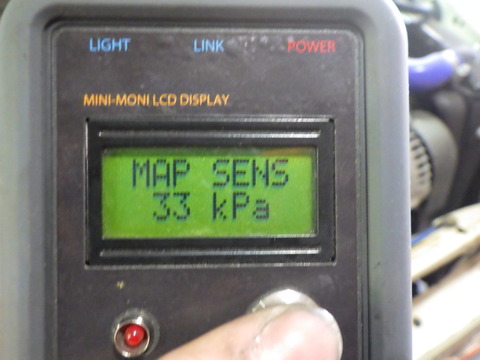 LIGHT LINK POWER
MINI-MONI LCD DISPLAY
MAP SENS
33 kPa